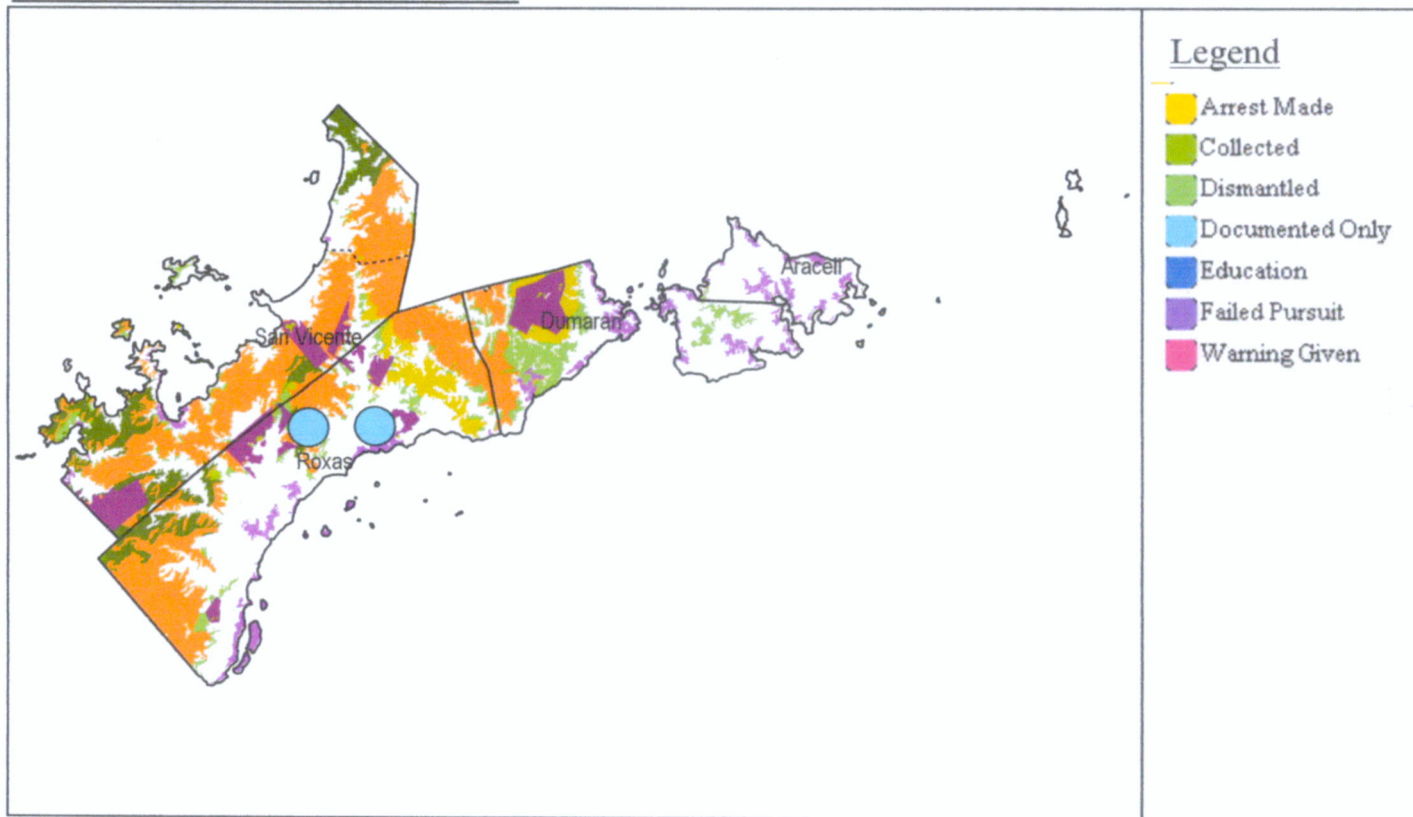 Legend
Arrest Made
Collected
Dismantled
Documented Only
Education
Failed Pursuit
Warning Given
Araceli
Dumaran
San Vicente
Roxas